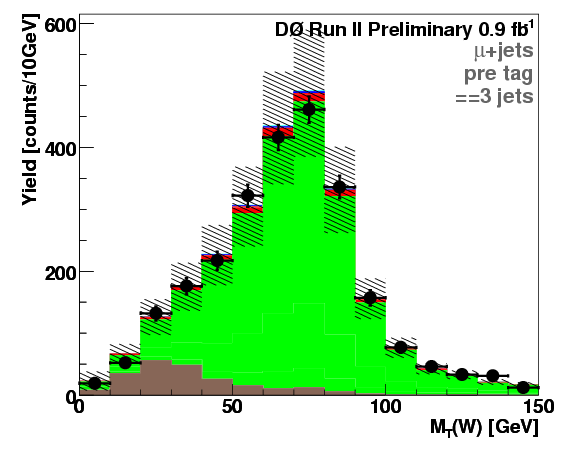 DØ Run II Preliminary 0.9 fb-1
μ+jets
pre tag
==3 jets
Yield [counts/10GeV]
600
400
200
0
0 50 100 150
MT(W) [GeV]